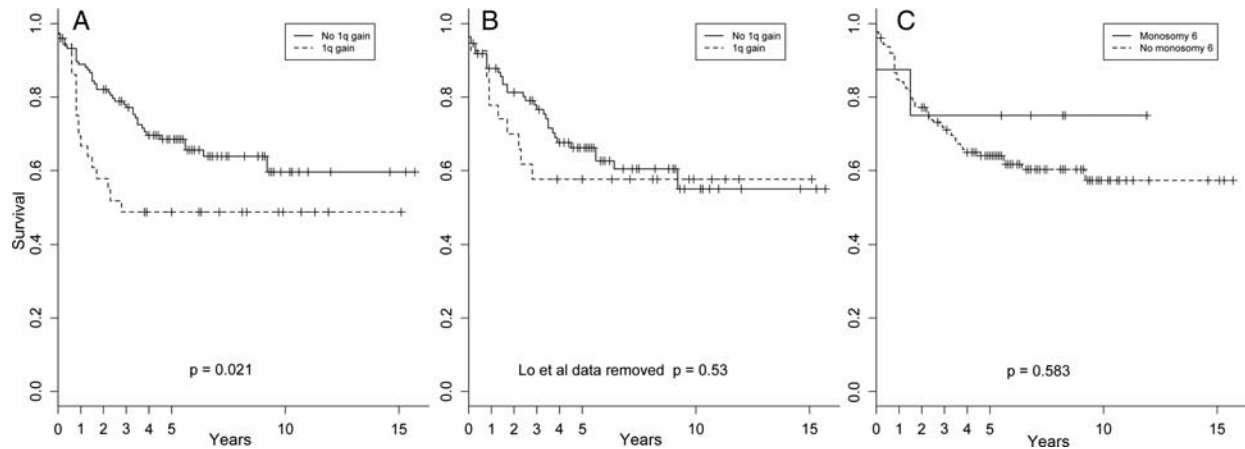 A
No 1q gain
1q gain
Survival
1.0
0.8
0.6
0.4
0.2
0.0
p = 0.021
0 1 2 3 4 5 10 15
Years
B
No 1q gain
1q gain
1.0
0.8
0.6
0.4
0.2
0.0
Lo et al data removed p = 0.53
0 1 2 3 4 5 10 15
Years
C
Monosomy 6
No monosomy 6
1.0
0.8
0.6
0.4
0.2
0.0
p = 0.583
0 1 2 3 4 5 10 15
Years